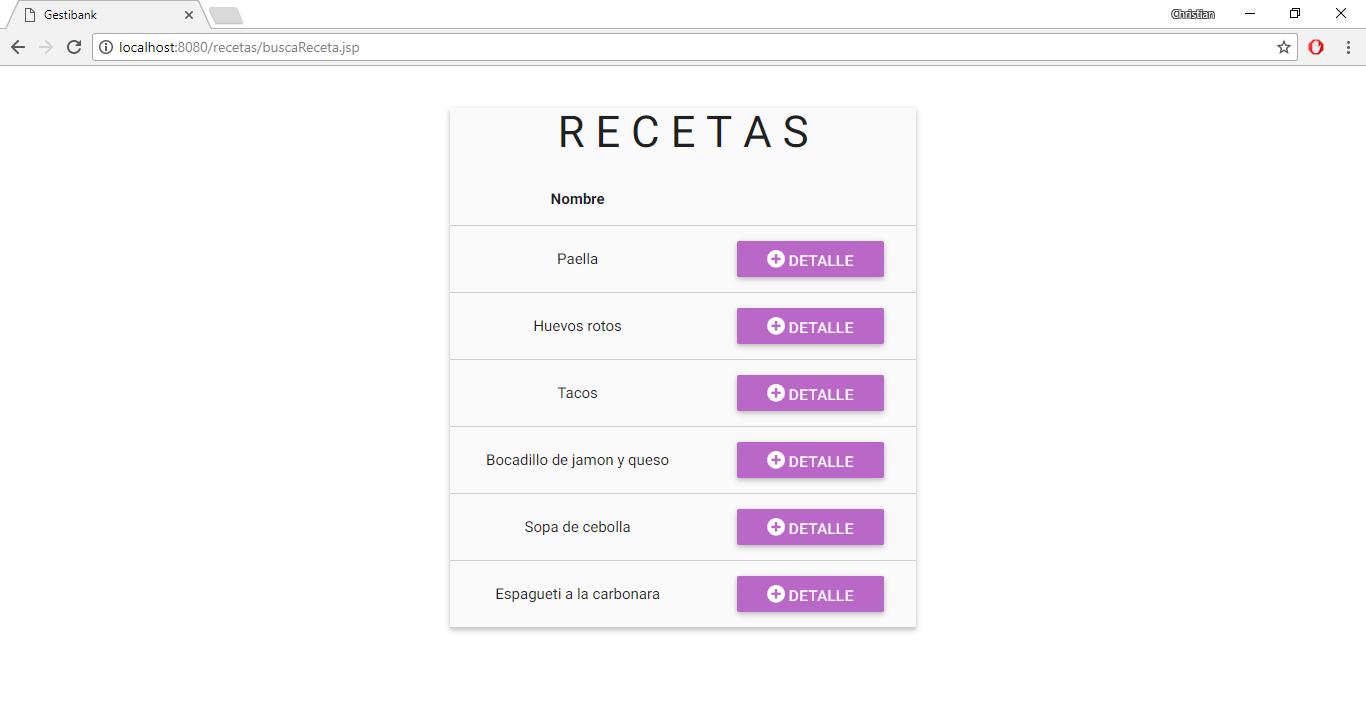 Gestibank
Christian
localhost:8080/recetas/buscaReceta.jsp
RECETAS
Nombre
Paella DETALLE
Huevos rotos DETALLE
Tacos DETALLE
Bocadillo de jamon y queso DETALLE
Sopa de cebolla DETALLE
Espagueti a la carbonara DETALLE